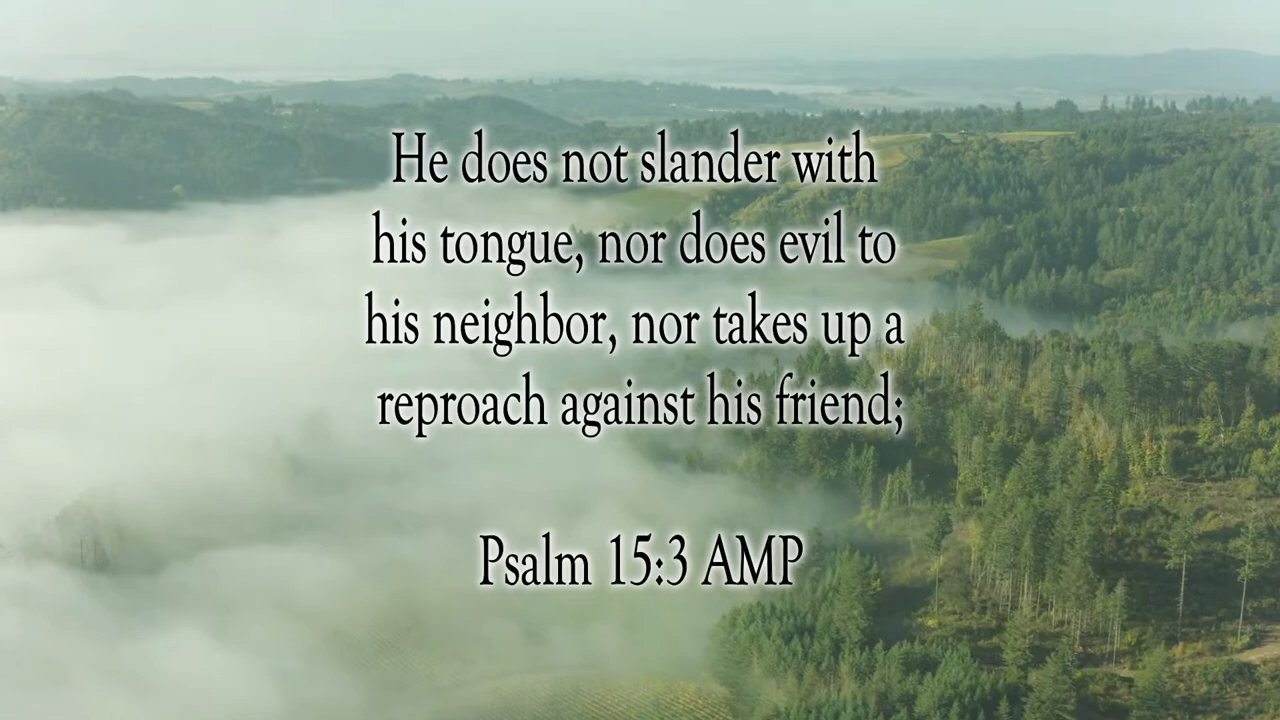 He does not slander with
his tongue, nor does evil to
his neighbor, nor takes up a
reproach against his friend;
Psalm 15:3 AMP